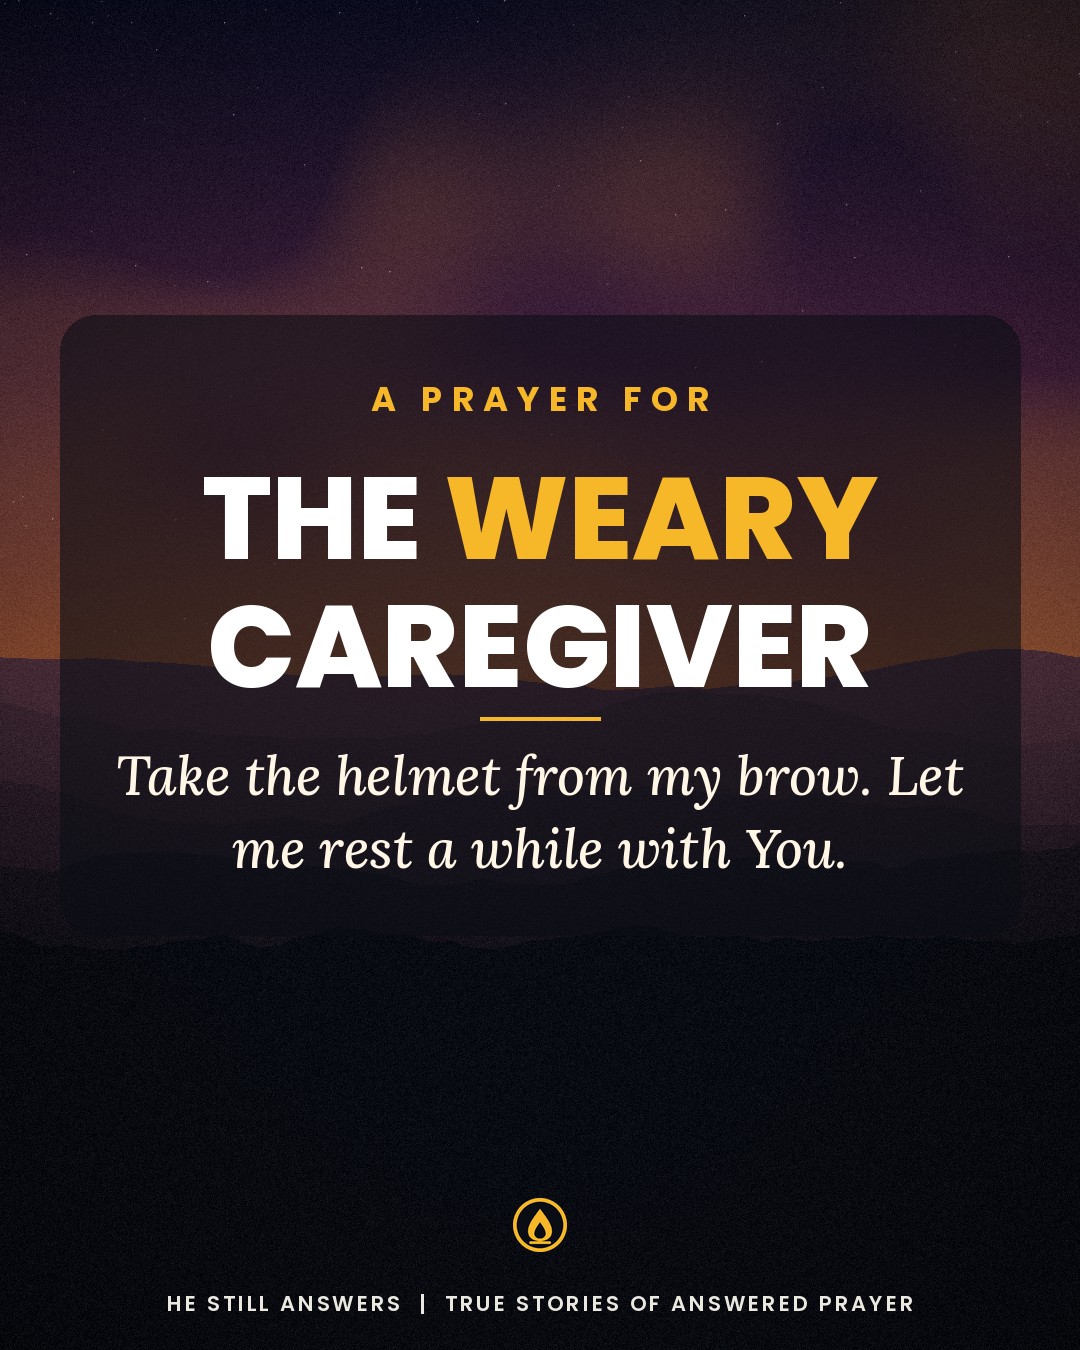 A PRAYER FOR
THE WEARY
CAREGIVER
Take the helmet from my brow. Let
me rest a while with You.
HE STILL ANSWERS | TRUE STORIES OF ANSWERED PRAYER